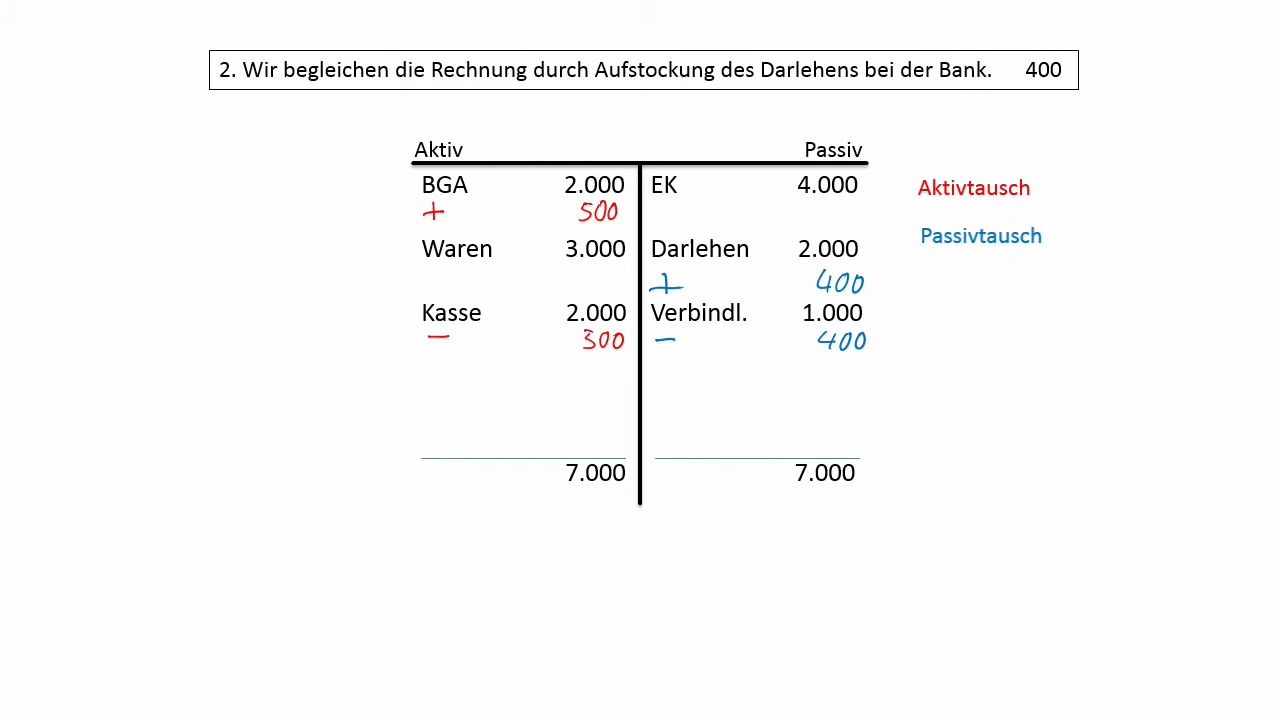 2. Wir begleichen die Rechnung durch Aufstockung des Darlehens bei der Bank. 400
Aktiv Passiv
BGA 2.000 EK 4.000 Aktivtausch
+ 500
Passivtausch
Waren 3.000 Darlehen 2.000
+ 400
Kasse 2.000 Verbindl. 1.000
- 300 - 400
7.000 7.000